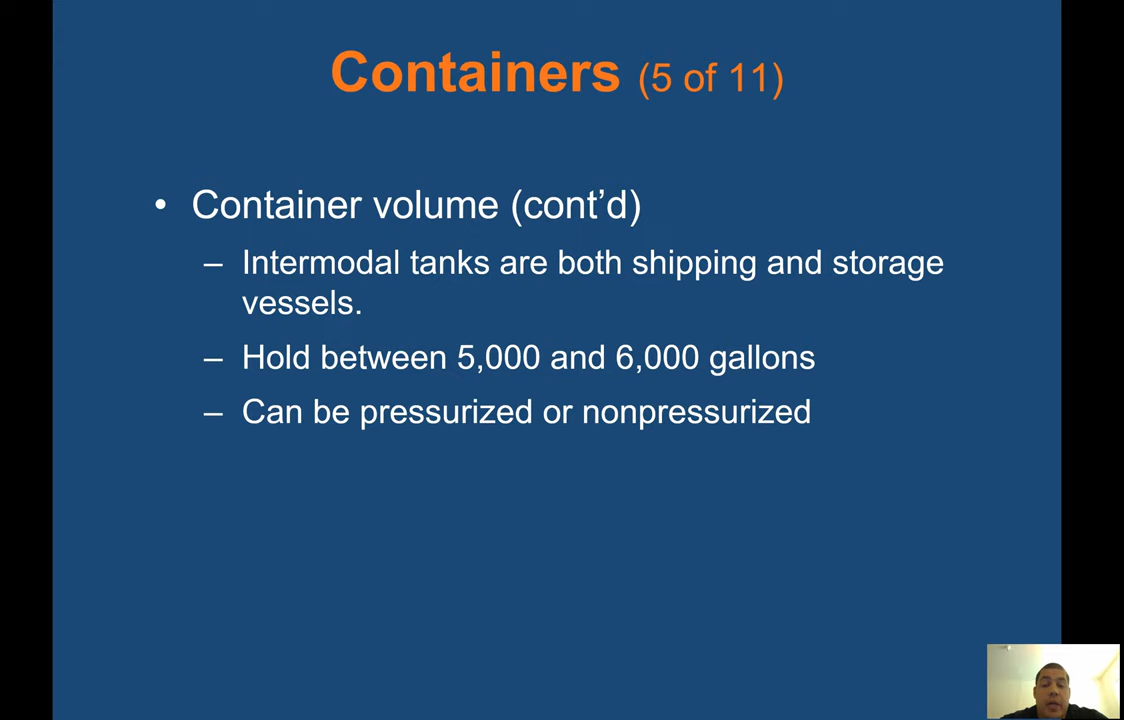 Containers (5 of 11)
• Container volume (cont’d)
– Intermodal tanks are both shipping and storage
vessels.
– Hold between 5,000 and 6,000 gallons
– Can be pressurized or nonpressurized